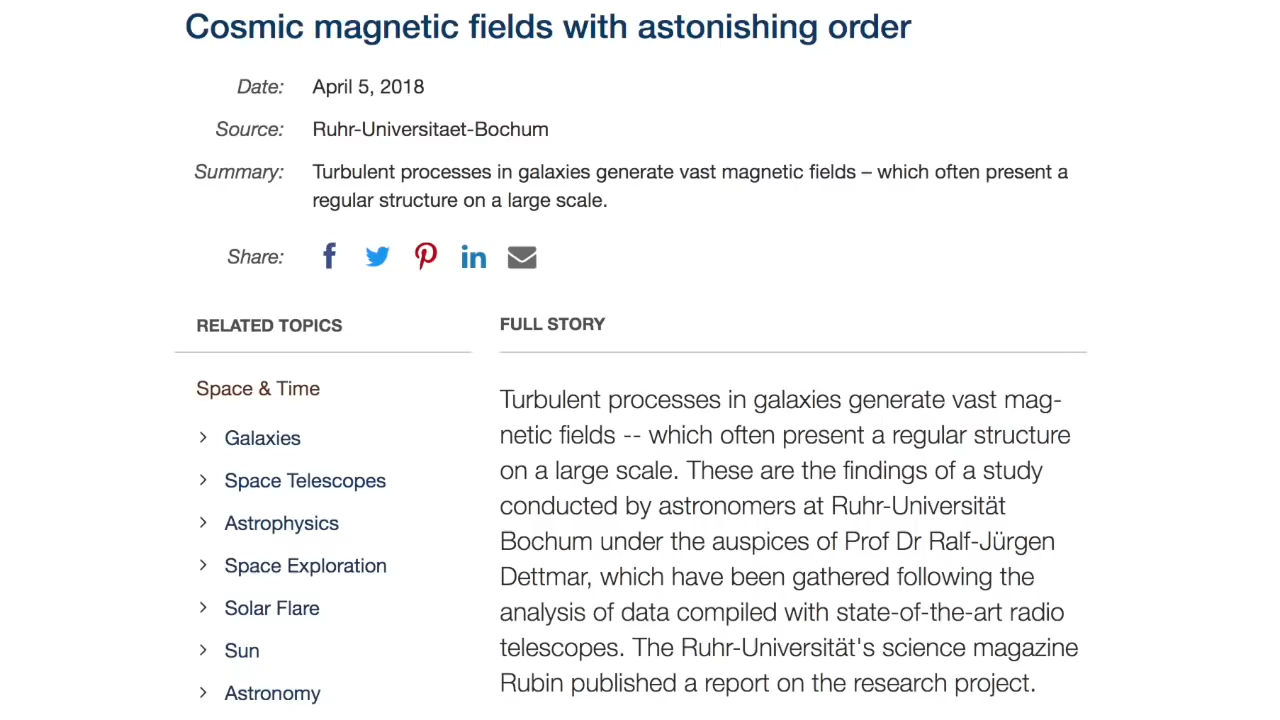 Cosmic magnetic fields with astonishing order
Date: April 5, 2018
Source: Ruhr-Universitaet-Bochum
Summary: Turbulent processes in galaxies generate vast magnetic fields – which often present a
regular structure on a large scale.
Share:
RELATED TOPICS
Space & Time
Galaxies
Space Telescopes
Astrophysics
Space Exploration
Solar Flare
Sun
Astronomy
FULL STORY
Turbulent processes in galaxies generate vast mag-
netic fields -- which often present a regular structure
on a large scale. These are the findings of a study
conducted by astronomers at Ruhr-Universität
Bochum under the auspices of Prof Dr Ralf-Jürgen
Dettmar, which have been gathered following the
analysis of data compiled with state-of-the-art radio
telescopes. The Ruhr-Universität's science magazine
Rubin published a report on the research project.